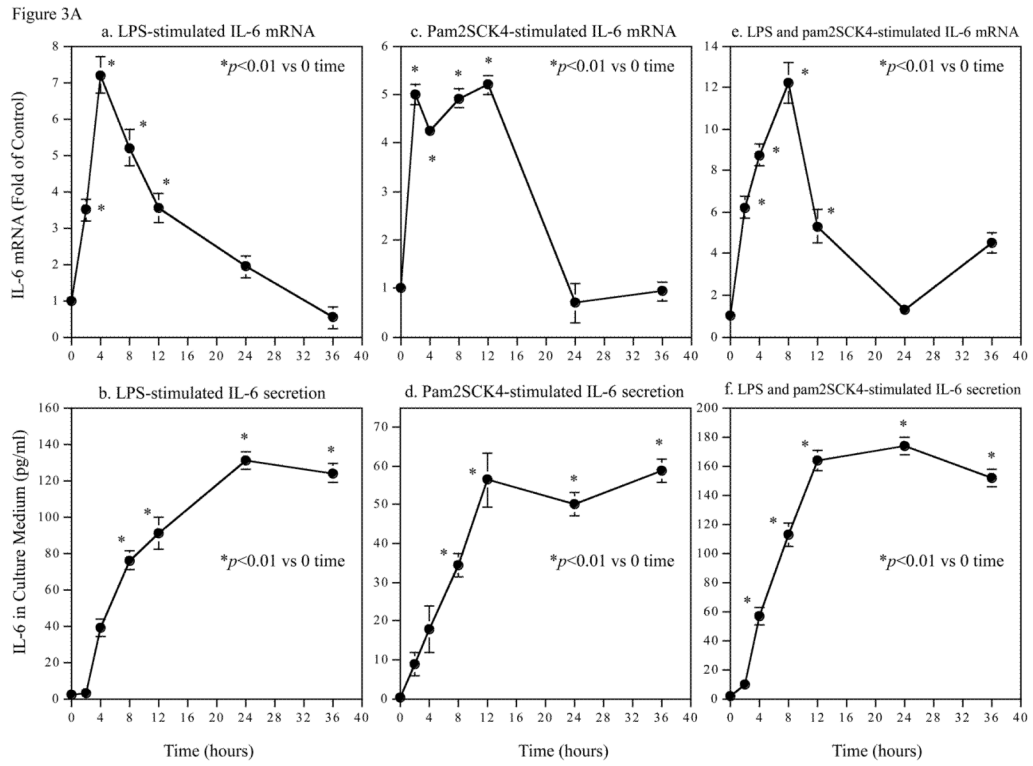 Figure 3A
a. LPS-stimulated IL-6 mRNA
c. Pam2SCK4-stimulated IL-6 mRNA
e. LPS and pam2SCK4-stimulated IL-6 mRNA
IL-6 mRNA (Fold of Control)
8
7
6
5
4
3
2
1
0
*p<0.01 vs 0 time
* * * *
0 4 8 12 16 20 24 28 32 36 40
6
5
4
3
2
1
0
*p<0.01 vs 0 time
* * * *
0 4 8 12 16 20 24 28 32 36 40
14
12
10
8
6
4
2
0
*p<0.01 vs 0 time
* * * *
0 4 8 12 16 20 24 28 32 36 40
b. LPS-stimulated IL-6 secretion
d. Pam2SCK4-stimulated IL-6 secretion
f. LPS and pam2SCK4-stimulated IL-6 secretion
IL-6 in Culture Medium (pg/ml)
160
140
120
100
80
60
40
20
0
* * * *
*p<0.01 vs 0 time
0 4 8 12 16 20 24 28 32 36 40
70
60
50
40
30
20
10
0
* * * *
*p<0.01 vs 0 time
0 4 8 12 16 20 24 28 32 36 40
200
180
160
140
120
100
80
60
40
20
0
* * * * *
*p<0.01 vs 0 time
0 4 8 12 16 20 24 28 32 36 40
Time (hours)
Time (hours)
Time (hours)